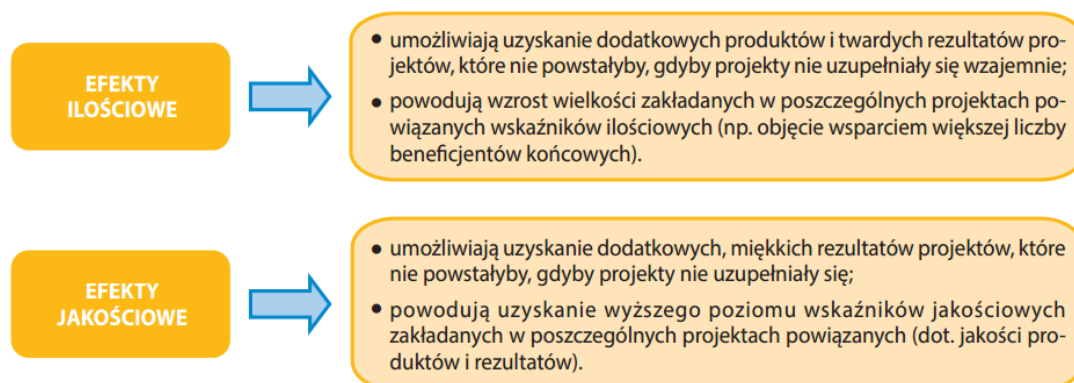 EFEKTY
ILOŚCIOWE
• umożliwiają uzyskanie dodatkowych produktów i twardych rezultatów pro-
jektów, które nie powstałyby, gdyby projekty nie uzupełniały się wzajemnie;
• powodują wzrost wielkości zakładanych w poszczególnych projektach po-
wiązanych wskaźników ilościowych (np. objęcie wsparciem większej liczby
beneficjentów końcowych).
EFEKTY
JAKOŚCIOWE
• umożliwiają uzyskanie dodatkowych, miękkich rezultatów projektów, które
nie powstałyby, gdyby projekty nie uzupełniały się;
• powodują uzyskanie wyższego poziomu wskaźników jakościowych
zakładanych w poszczególnych projektach powiązanych (dot. jakości pro-
duktów i rezultatów).